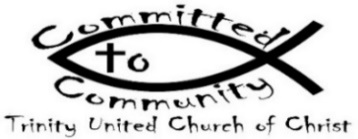 Committed
to
Community
Trinity United Church of Christ